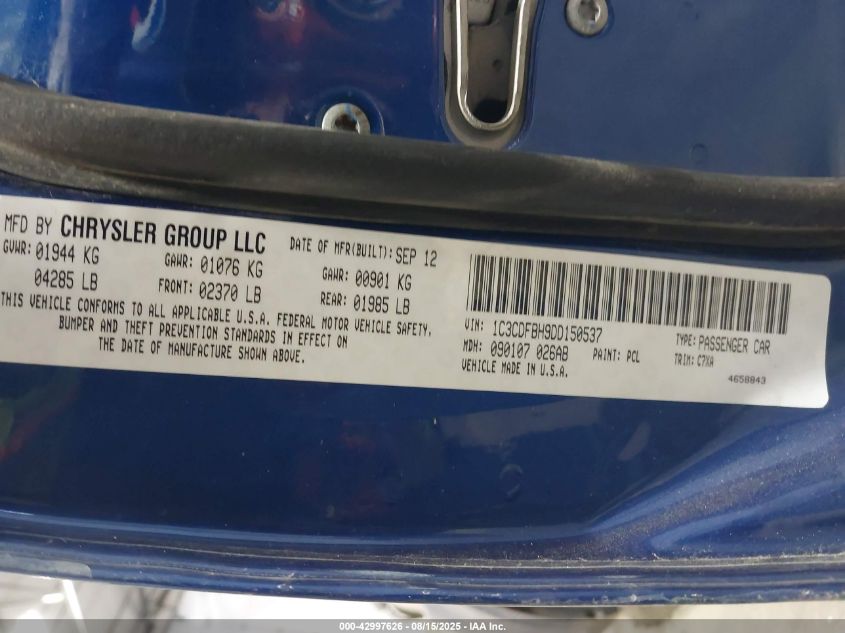 MFD BY CHRYSLER GROUP LLC DATE OF MFR(BUILT): SEP 12
GVWR: 01944 KG GAWR: 01076 KG GAWR: 00901 KG
04285 LB FRONT: 02370 LB REAR: 01985 LB
THIS VEHICLE CONFORMS TO ALL APPLICABLE U.S.A. FEDERAL MOTOR VEHICLE SAFETY,
BUMPER AND THEFT PREVENTION STANDARDS IN EFFECT ON
THE DATE OF MANUFACTURE SHOWN ABOVE.
VIN: 1C3CDFBH9DD150537 TYPE: PASSENGER CAR
MDH: 090107 026AB PAINT: PCL TRIM: C7XA
VEHICLE MADE IN U.S.A. 4658843
000-42997626 - 08/15/2025 - IAA Inc.